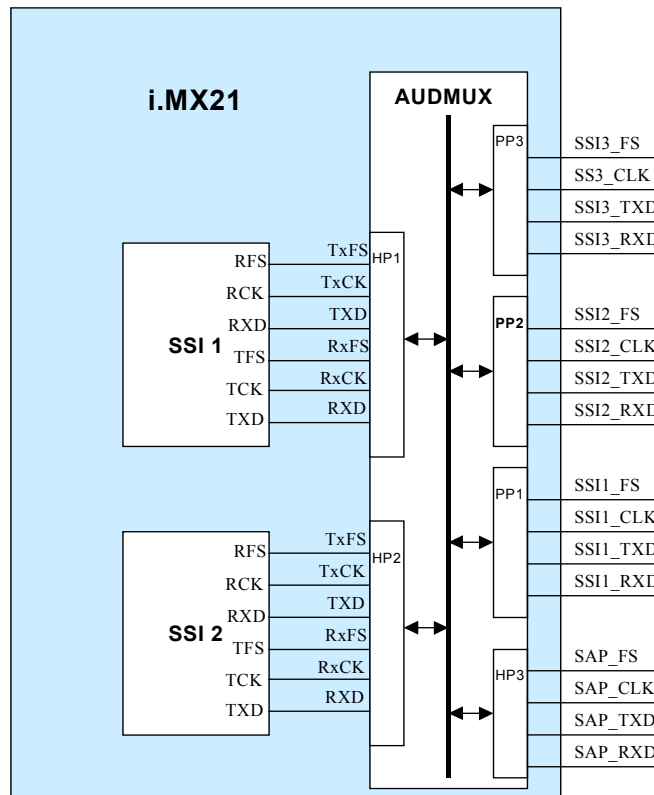 i.MX21
AUDMUX
PP3
SSI3_FS
SS3_CLK
SSI3_TXD
SSI3_RXD
HP1
RFS
TxFS
RCK
TxCK
RXD
TXD
SSI 1
TFS
RxFS
TCK
RxCK
TXD
RXD
PP2
SSI2_FS
SSI2_CLK
SSI2_TXD
SSI2_RXD
PP1
SSI1_FS
SSI1_CLK
SSI1_TXD
SSI1_RXD
HP2
RFS
TxFS
RCK
TxCK
RXD
TXD
SSI 2
TFS
RxFS
TCK
RxCK
TXD
RXD
HP3
SAP_FS
SAP_CLK
SAP_TXD
SAP_RXD